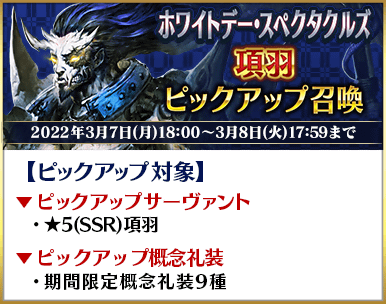 ホワイトデー・スペクタクルズ
項羽
ピックアップ召喚
2022年3月7日(月)18:00～3月8日(火)17:59まで
【ピックアップ対象】
▼ピックアップサーヴァント
・★5(SSR)項羽
▼ピックアップ概念礼装
・期間限定概念礼装9種